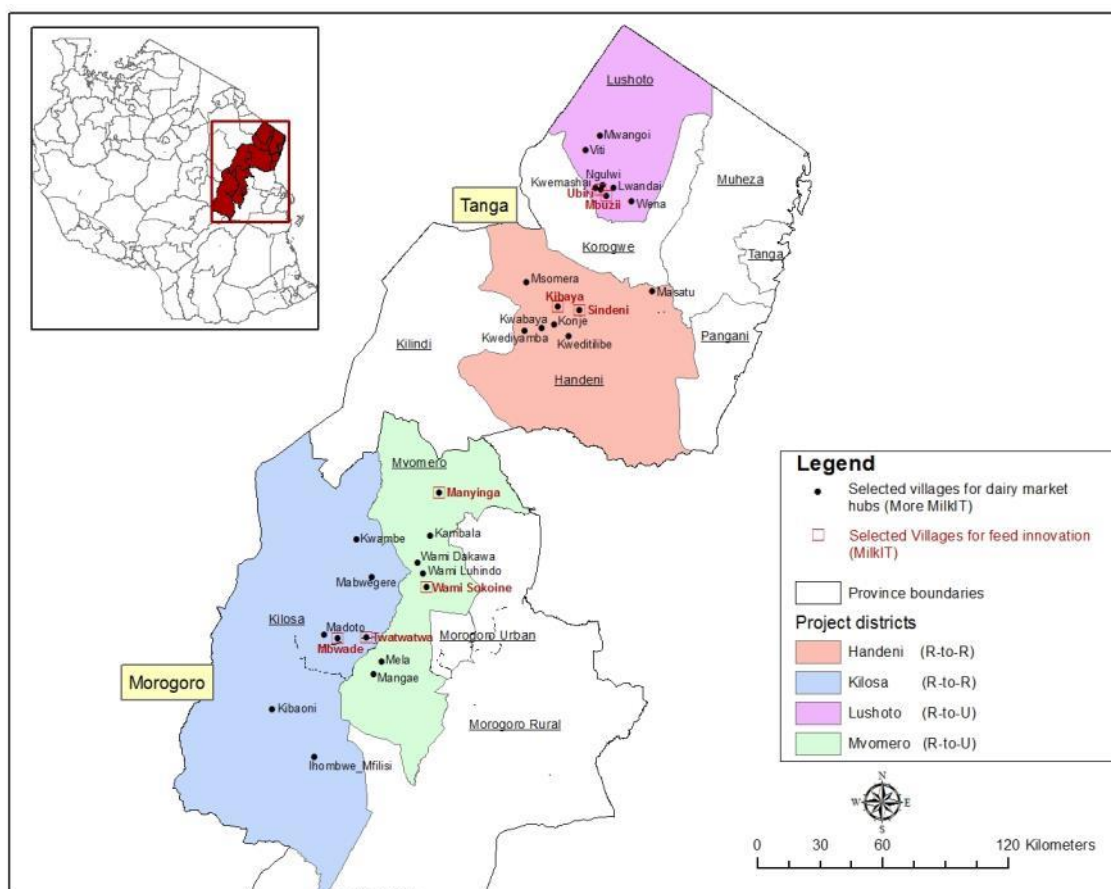 Lushoto
Mwangoi
Viti
Ngulwi
Kwemashai
Lwandai
Ubiri
Mbuzii
Wena
Muheza
Tanga
Korogwe
Tanga
Msomera
Masatu
Kibaya
Sindeni
Kwabaya
Konje
Kwediyamba
Kweditilibe
Pangani
Kilindi
Handeni
Mvomero
Manyinga
Kwambe
Kambala
Wami Dakawa
Wami Luhindo
Mabwegere
Wami Sokoine
Kilosa
Madoto
Twatwatwa
Mbwade
Morogoro Urban
Mela
Mangae
Morogoro
Kibaoni
Morogoro Rural
Ihombwe_Mfilisi
Legend
Selected villages for dairy market
hubs (More MilkIT)
Selected Villages for feed innovation
(MilkIT)
Province boundaries
Project districts
Handeni (R-to-R)
Kilosa (R-to-R)
Lushoto (R-to-U)
Mvomero (R-to-U)
N
W E
S
0 30 60 120 Kilometers